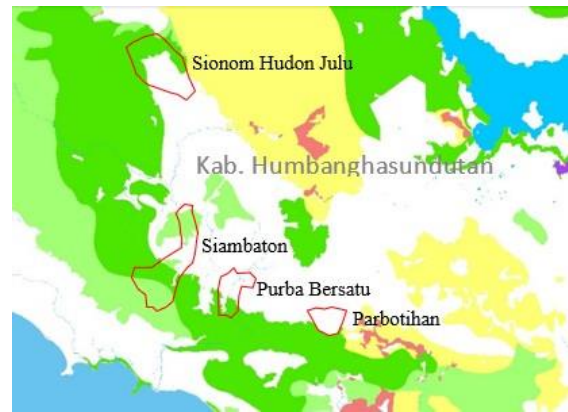 Sionom Hudon Julu
Kab. Humbanghasundutan
Siambaton
Purba Bersatu
Parbotihan